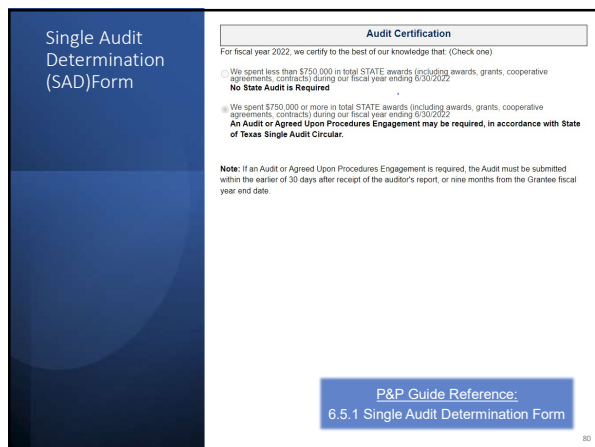 Single Audit
Determination
(SAD)Form
Audit Certification
For fiscal year 2022, we certify to the best of our knowledge that: (Check one)
We spent less than $750,000 in total STATE awards (including awards, grants, cooperative
agreements, contracts) during our fiscal year ending 6/30/2022
No State Audit is Required
We spent $750,000 or more in total STATE awards (including awards, grants, cooperative
agreements, contracts) during our fiscal year ending 6/30/2022
An Audit or Agreed Upon Procedures Engagement may be required, in accordance with State
of Texas Single Audit Circular.
Note: If an Audit or Agreed Upon Procedures Engagement is required, the Audit must be submitted
within the earlier of 30 days after receipt of the auditor's report, or nine months from the Grantee fiscal
year end date.
P&P Guide Reference:
6.5.1 Single Audit Determination Form
80